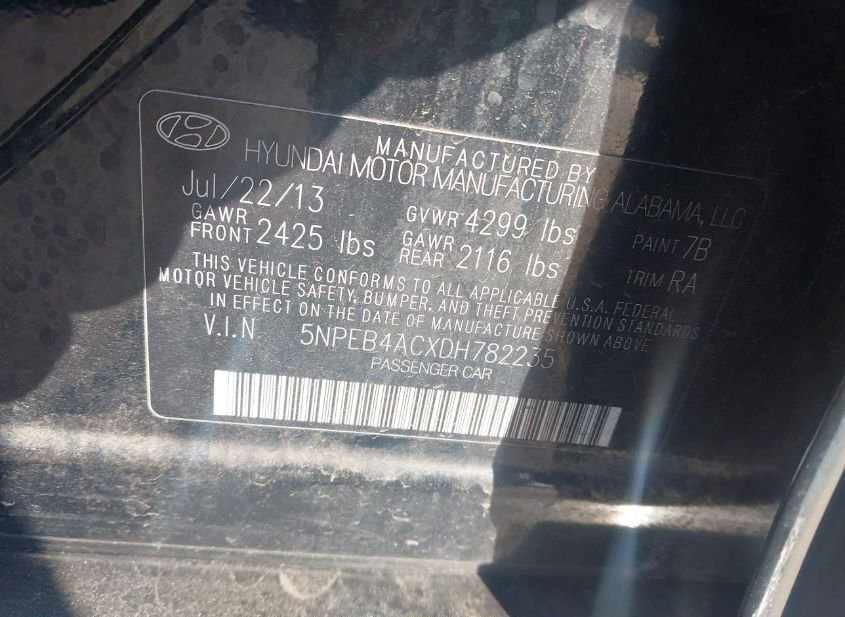 MANUFACTURED BY
HYUNDAI MOTOR MANUFACTURING ALABAMA, LLC
Jul/22/13 GVWR 4299 lbs PAINT 7B
GAWR FRONT 2425 lbs GAWR REAR 2116 lbs TRIM RA
THIS VEHICLE CONFORMS TO ALL APPLICABLE U.S.A. FEDERAL
MOTOR VEHICLE SAFETY, BUMPER, AND THEFT PREVENTION STANDARDS
IN EFFECT ON THE DATE OF MANUFACTURE SHOWN ABOVE
V.I.N 5NPEB4ACXDH782235
PASSENGER CAR